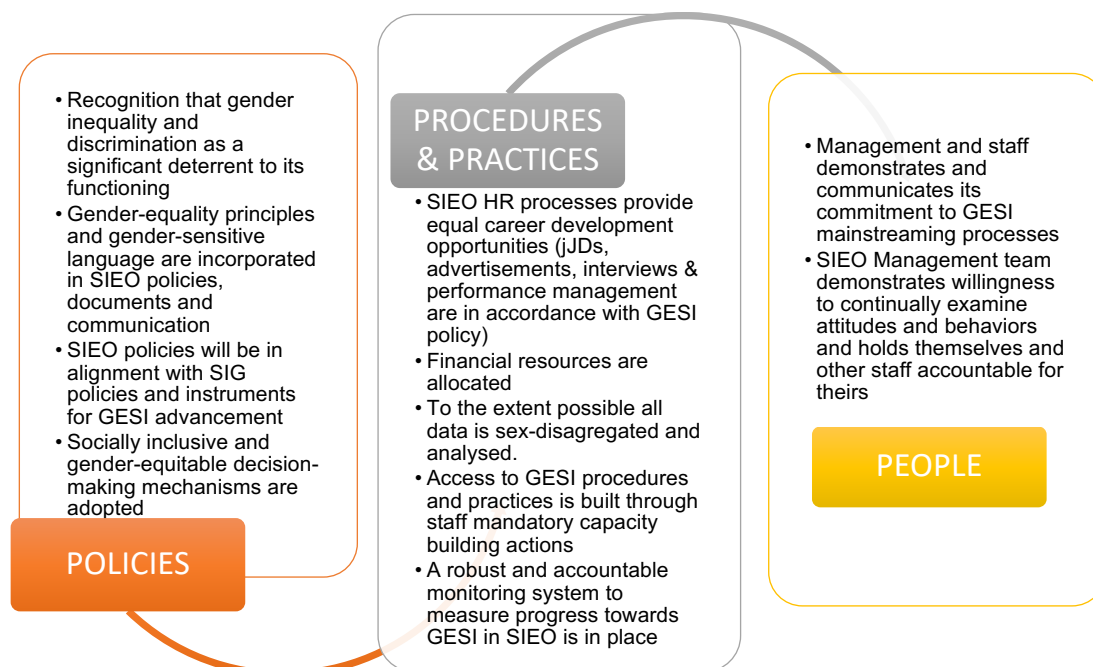 • Recognition that gender
inequality and
discrimination as a
significant deterrent to its
functioning
• Gender-equality principles
and gender-sensitive
language are incorporated
in SIEO policies,
documents and
communication
• SIEO policies will be in
alignment with SIG
policies and instruments
for GESI advancement
• Socially inclusive and
gender-equitable decision-
making mechanisms are
adopted
POLICIES
PROCEDURES
& PRACTICES
• SIEO HR processes provide
equal career development
opportunities (jJDs,
advertisements, interviews &
performance management
are in accordance with GESI
policy)
• Financial resources are
allocated
• To the extent possible all
data is sex-disagregated and
analysed.
• Access to GESI procedures
and practices is built through
staff mandatory capacity
building actions
• A robust and accountable
monitoring system to
measure progress towards
GESI in SIEO is in place
• Management and staff
demonstrates and
communicates its
commitment to GESI
mainstreaming processes
• SIEO Management team
demonstrates willingness
to continually examine
attitudes and behaviors
and holds themselves and
other staff accountable for
theirs
PEOPLE